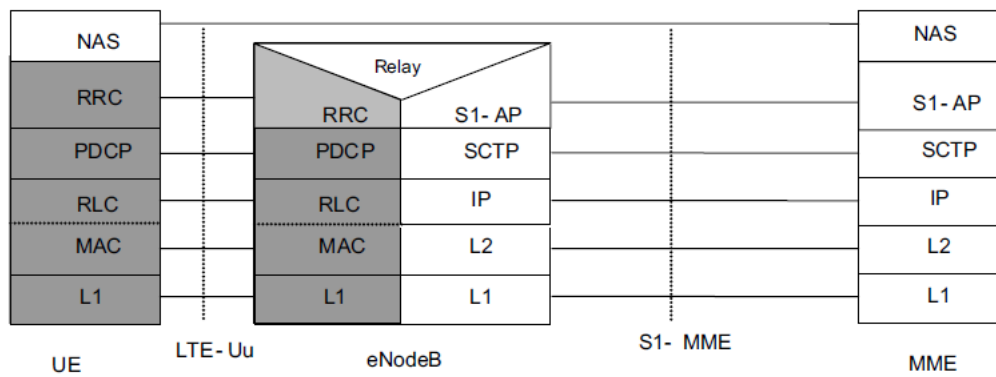 NAS
RRC
PDCP
RLC
MAC
L1
UE
LTE-Uu
Relay
RRC S1-AP
PDCP SCTP
RLC IP
MAC L2
L1 L1
eNodeB
S1- MME
NAS
S1-AP
SCTP
IP
L2
L1
MME